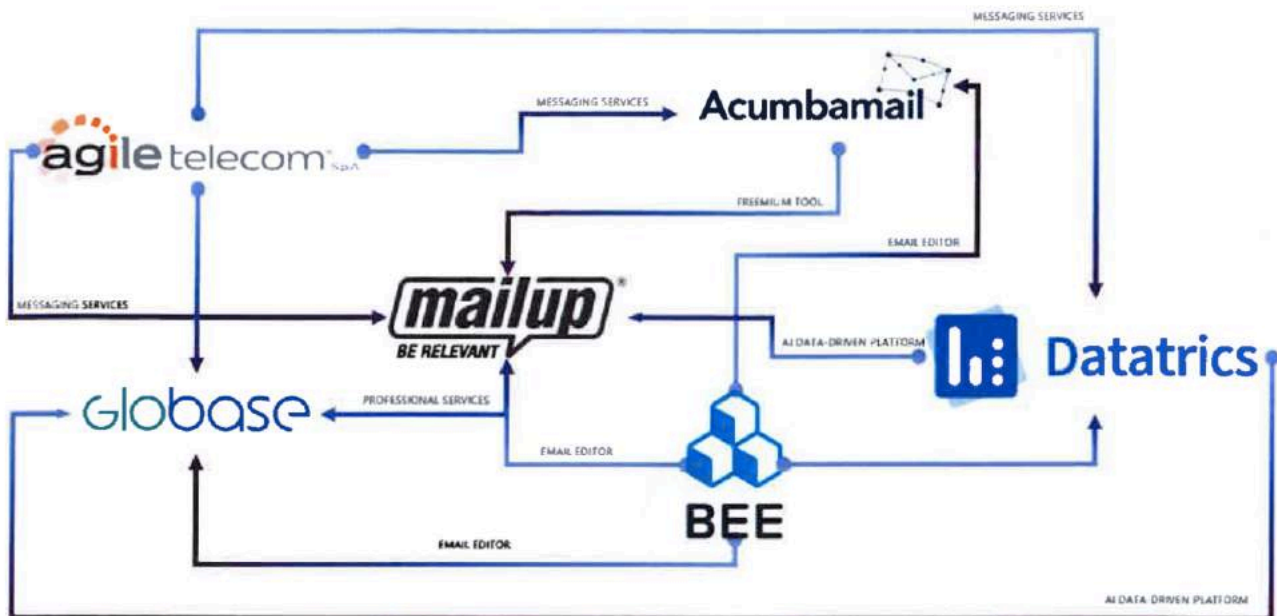 MESSAGING SERVICES
Acumbamail
MESSAGING SERVICES
agile telecom SpA
FREEMIUM TOOL
EMAIL EDITOR
MESSAGING SERVICES
mailup®
BE RELEVANT
AI DATA-DRIVEN PLATFORM
Datatrics
GLOBASE
PROFESSIONAL SERVICES
EMAIL EDITOR
BEE
EMAIL EDITOR
AI DATA-DRIVEN PLATFORM